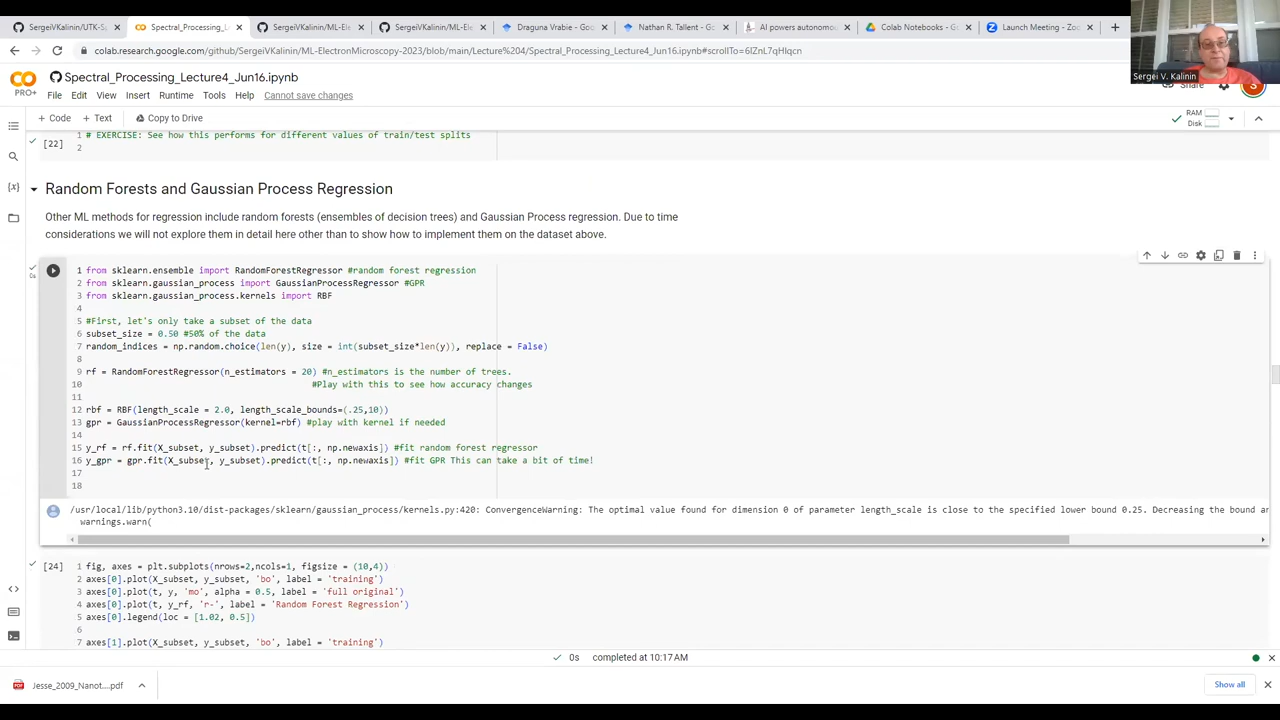 SergeiVKalinin/UTK-S
Spectral_Processing_L
SergeiVKalinin/ML-Ele
SergeiVKalinin/ML-Ele
Draguna Vrabie - Goo
Nathan R. Tallent - Go
AI powers autonomo
Colab Notebooks - Go
Launch Meeting - Zoo
colab.research.google.com/github/SergeiVKalinin/ML-ElectronMicroscopy-2023/blob/main/Lecture%204/Spectral_Processing_Lecture4_Jun16.ipynb#scrollTo=6IZnL7qHlqcn
Sergei V. Kalinin
PRO+
Spectral_Processing_Lecture4_Jun16.ipynb
File Edit View Insert Runtime Tools Help Cannot save changes
Share
S
+ Code + Text Copy to Drive
RAM
Disk
[22]
1 # EXERCISE: See how this performs for different values of train/test splits
2
Random Forests and Gaussian Process Regression
Other ML methods for regression include random forests (ensembles of decision trees) and Gaussian Process regression. Due to time
considerations we will not explore them in detail here other than to show how to implement them on the dataset above.
0s
1 from sklearn.ensemble import RandomForestRegressor #random forest regression
2 from sklearn.gaussian_process import GaussianProcessRegressor #GPR
3 from sklearn.gaussian_process.kernels import RBF
4
5 #First, let's only take a subset of the data
6 subset_size = 0.50 #50% of the data
7 random_indices = np.random.choice(len(y), size = int(subset_size*len(y)), replace = False)
8
9 rf = RandomForestRegressor(n_estimators = 20) #n_estimators is the number of trees.
10 #Play with this to see how accuracy changes
11
12 rbf = RBF(length_scale = 2.0, length_scale_bounds=(.25,10))
13 gpr = GaussianProcessRegressor(kernel=rbf) #play with kernel if needed
14
15 y_rf = rf.fit(X_subset, y_subset).predict(t[:, np.newaxis]) #fit random forest regressor
16 y_gpr = gpr.fit(X_subset, y_subset).predict(t[:, np.newaxis]) #fit GPR This can take a bit of time!
17
18
/usr/local/lib/python3.10/dist-packages/sklearn/gaussian_process/kernels.py:420: ConvergenceWarning: The optimal value found for dimension 0 of parameter length_scale is close to the specified lower bound 0.25. Decreasing the bound an
warnings.warn(
[24]
1 fig, axes = plt.subplots(nrows=2,ncols=1, figsize = (10,4))
2 axes[0].plot(X_subset, y_subset, 'bo', label = 'training')
3 axes[0].plot(t, y, 'mo', alpha = 0.5, label = 'full original')
4 axes[0].plot(t, y_rf, 'r-', label = 'Random Forest Regression')
5 axes[0].legend(loc = [1.02, 0.5])
6
7 axes[1].plot(X_subset, y_subset, 'bo', label = 'training')
0s completed at 10:17 AM
Jesse_2009_Nanot....pdf
Show all